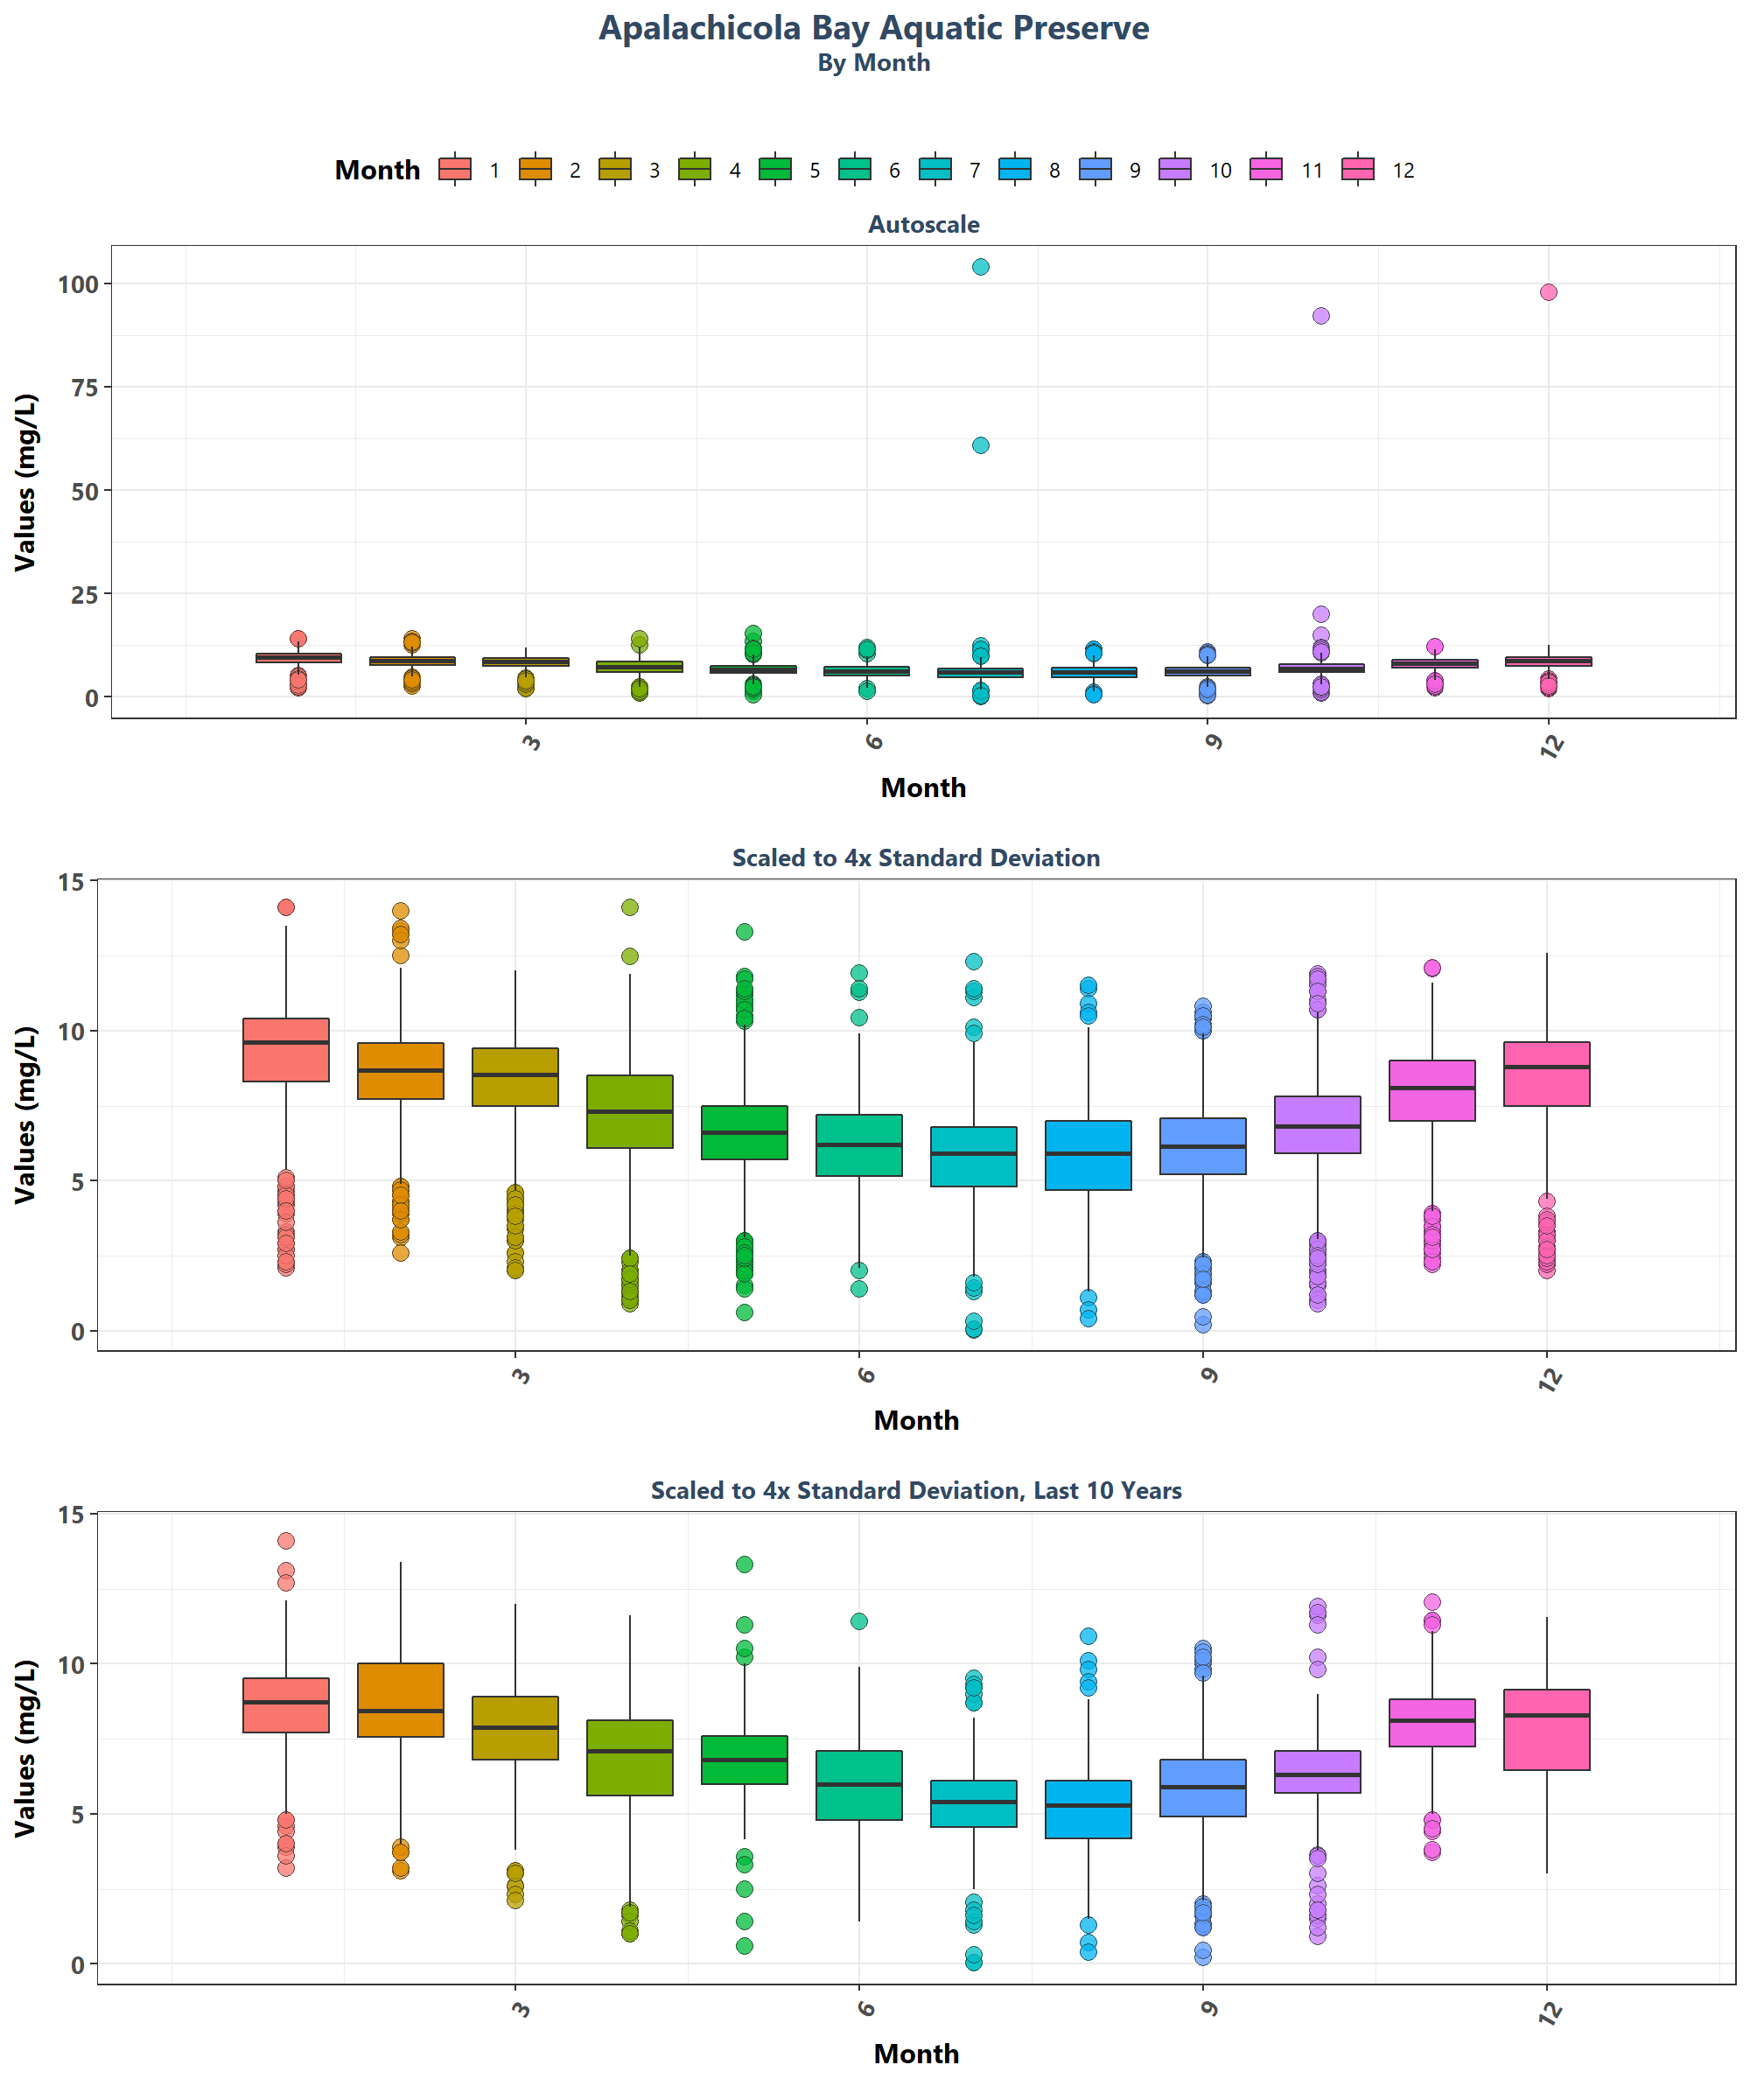 Apalachicola Bay Aquatic Preserve
By Month
Month 1 2 3 4 5 6 7 8 9 10 11 12
Autoscale
Values (mg/L)
100
75
50
25
0
3 6 9 12
Month
Scaled to 4x Standard Deviation
Values (mg/L)
15
10
5
0
3 6 9 12
Month
Scaled to 4x Standard Deviation, Last 10 Years
Values (mg/L)
15
10
5
0
3 6 9 12
Month